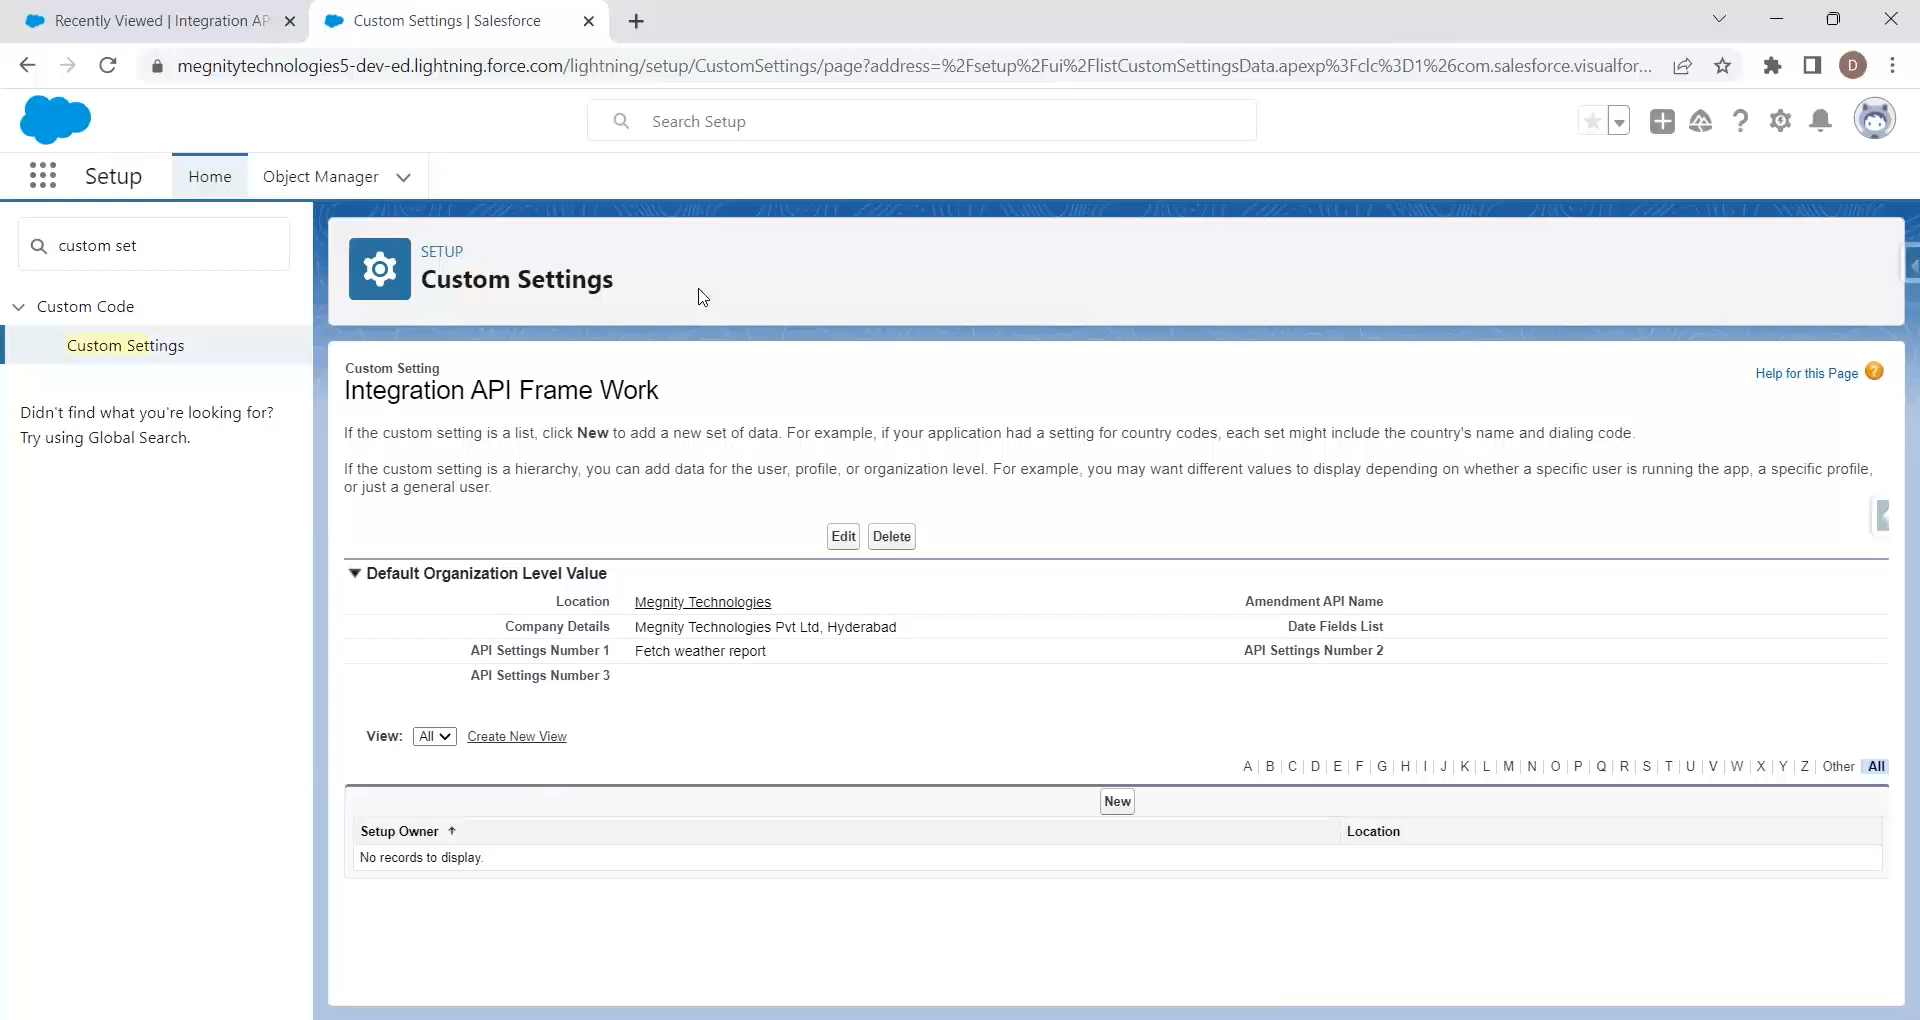 Recently Viewed | Integration AP
Custom Settings | Salesforce
megnitytechnologies5-dev-ed.lightning.force.com/lightning/setup/CustomSettings/page?address=%2Fsetup%2Fui%2FlistCustomSettingsData.apexp%3Fclc%3D1%26com.salesforce.visualfor...
D
Search Setup
Setup
Home
Object Manager
custom set
Custom Code
Custom Settings
Didn't find what you're looking for?
Try using Global Search.
SETUP
Custom Settings
Custom Setting
Integration API Frame Work
Help for this Page
If the custom setting is a list, click New to add a new set of data. For example, if your application had a setting for country codes, each set might include the country's name and dialing code.
If the custom setting is a hierarchy, you can add data for the user, profile, or organization level. For example, you may want different values to display depending on whether a specific user is running the app, a specific profile,
or just a general user.
Edit Delete
Default Organization Level Value
Location Megnity Technologies Amendment API Name
Company Details Megnity Technologies Pvt Ltd, Hyderabad Date Fields List
API Settings Number 1 Fetch weather report API Settings Number 2
API Settings Number 3
View: All Create New View
A | B | C | D | E | F | G | H | I | J | K | L | M | N | O | P | Q | R | S | T | U | V | W | X | Y | Z | Other All
New
Setup Owner ↑ Location
No records to display.